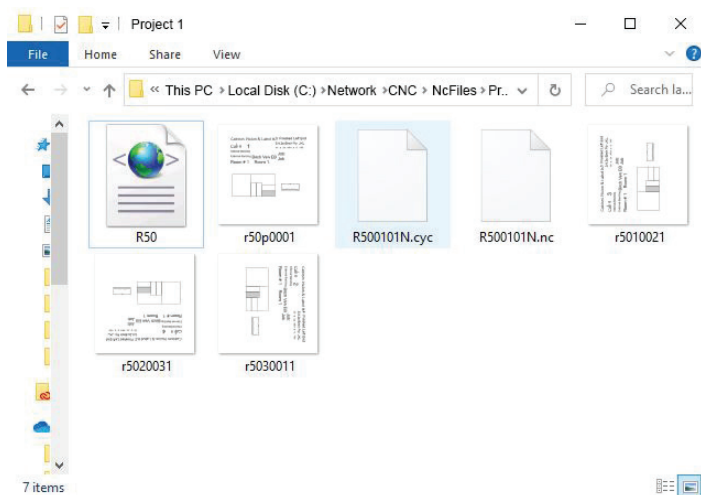 Project 1
File Home Share View
« This PC › Local Disk (C:) › Network › CNC › NcFiles › Pr.. Search la...
R50
r50p0001
R500101N.cyc
R500101N.nc
r5010021
r5020031
r5030011
7 items